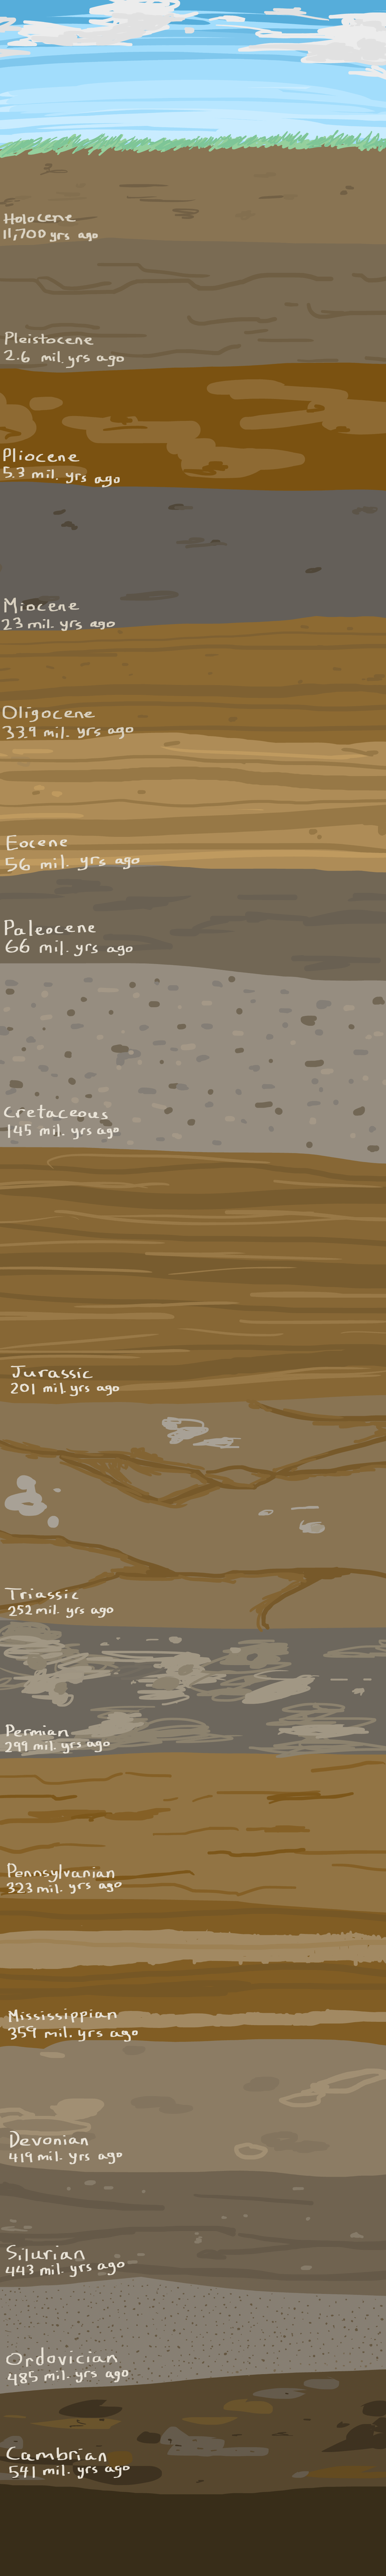 Holocene
11,700 yrs ago
Pleistocene
2.6 mil. yrs ago
Pliocene
5.3 mil. yrs ago
Miocene
23 mil. yrs ago
Oligocene
33.9 mil. yrs ago
Eocene
56 mil. yrs ago
Paleocene
66 mil. yrs ago
Cretaceous
145 mil. yrs ago
Jurassic
201 mil. yrs ago
Triassic
252 mil. yrs ago
Permian
299 mil. yrs ago
Pennsylvanian
323 mil. yrs ago
Mississippian
359 mil. yrs ago
Devonian
419 mil. yrs ago
Silurian
443 mil. yrs ago
Ordovician
485 mil. yrs ago
Cambrian
541 mil. yrs ago